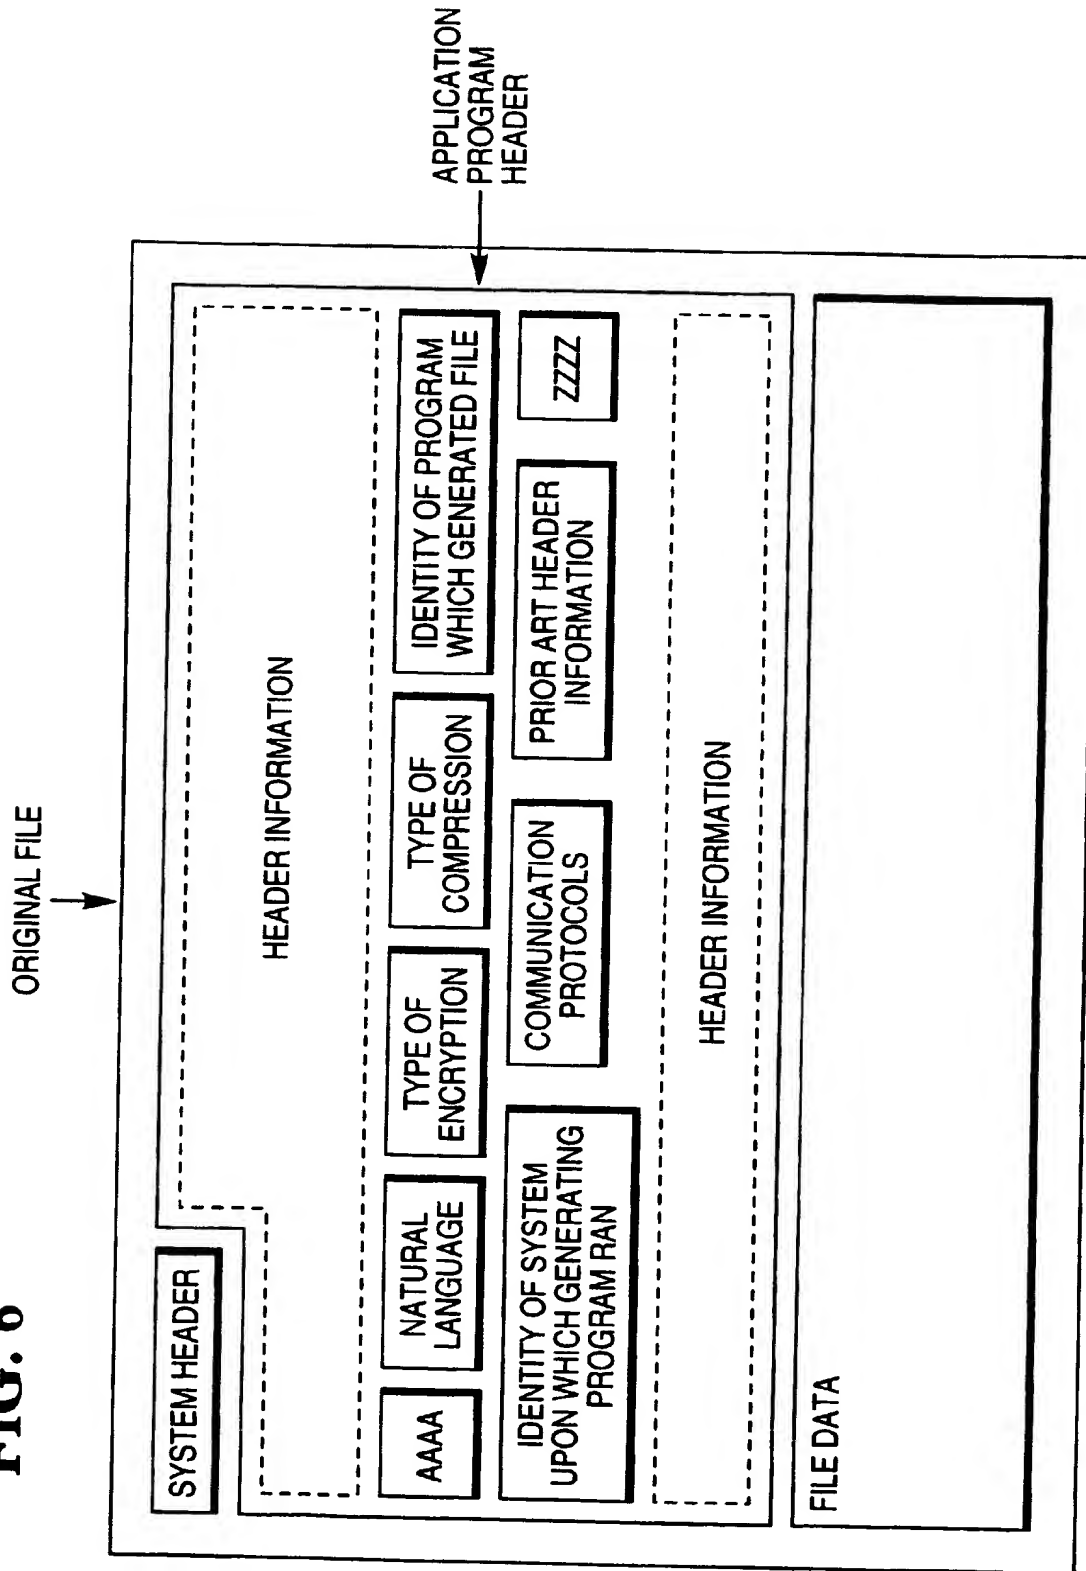 FIG. 6
ORIGINAL FILE
SYSTEM HEADER
HEADER INFORMATION
APPLICATION
PROGRAM
HEADER
AAAA
NATURAL
LANGUAGE
TYPE OF
ENCRYPTION
TYPE OF
COMPRESSION
IDENTITY OF PROGRAM
WHICH GENERATED FILE
IDENTITY OF SYSTEM
UPON WHICH GENERATING
PROGRAM RAN
COMMUNICATION
PROTOCOLS
PRIOR ART HEADER
INFORMATION
ZZZZ
HEADER INFORMATION
FILE DATA